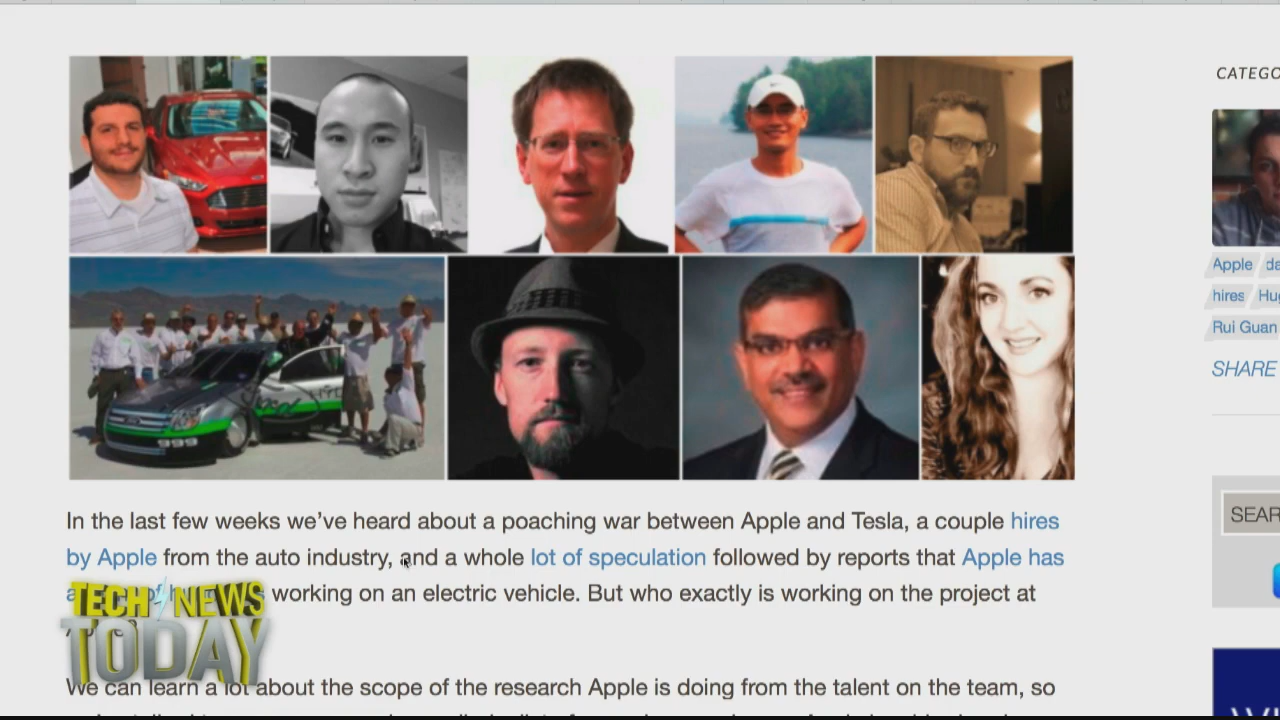 CATEGO
Apple da
hires Hu
Rui Guan
SHARE
SEAR
999
In the last few weeks we've heard about a poaching war between Apple and Tesla, a couple hires
by Apple from the auto industry, and a whole lot of speculation followed by reports that Apple has
working on an electric vehicle. But who exactly is working on the project at
TECH NEWS
TODAY
We can learn a lot about the scope of the research Apple is doing from the talent on the team, so